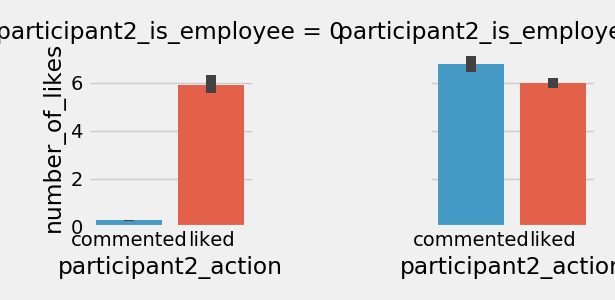 participant2_is_employee = 0
participant2_is_employe
number_of_likes
6
4
2
0
commented liked
commented liked
participant2_action
participant2_action